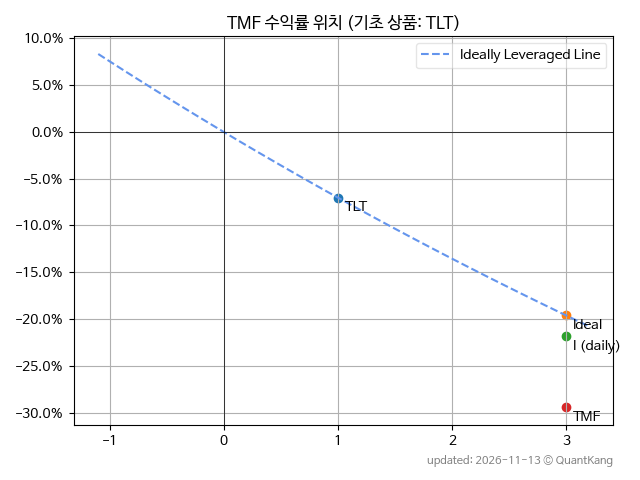 TMF 수익률 위치 (기초 상품: TLT)
10.0%
Ideally Leveraged Line
5.0%
0.0%
−5.0%
TLT
−10.0%
−15.0%
−20.0%
Ideal
I (daily)
−25.0%
−30.0%
TMF
−1 0 1 2 3
updated: 2026-11-13 © QuantKang